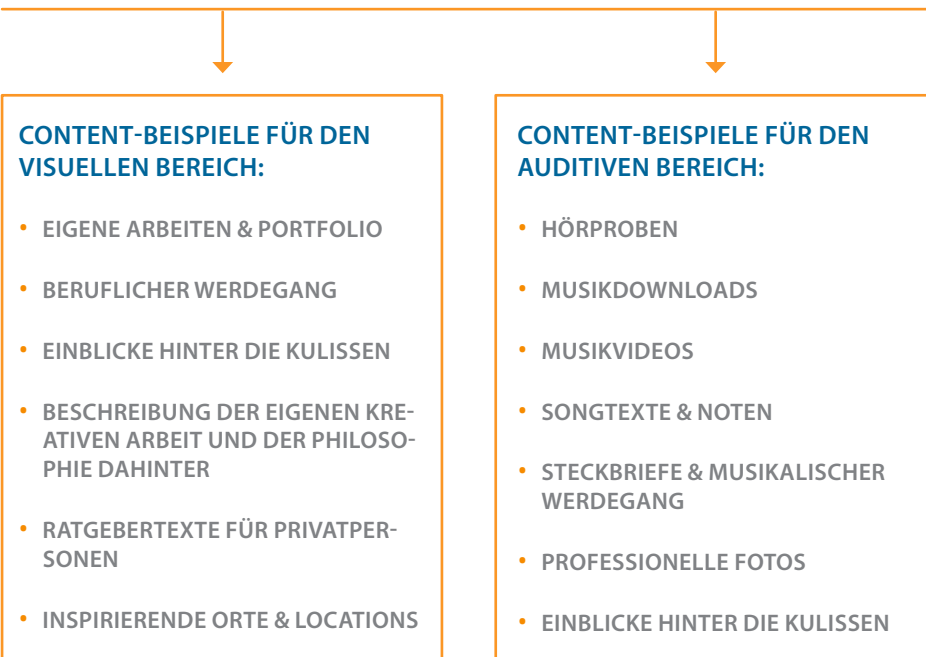 CONTENT-BEISPIELE FÜR DEN
VISUELLEN BEREICH:
• EIGENE ARBEITEN & PORTFOLIO
• BERUFLICHER WERDEGANG
• EINBLICKE HINTER DIE KULISSEN
• BESCHREIBUNG DER EIGENEN KRE-
ATIVEN ARBEIT UND DER PHILOSO-
PHIE DAHINTER
• RATGEBERTEXTE FÜR PRIVATPER-
SONEN
• INSPIRIERENDE ORTE & LOCATIONS
CONTENT-BEISPIELE FÜR DEN
AUDITIVEN BEREICH:
• HÖRPROBEN
• MUSIKDOWNLOADS
• MUSIKVIDEOS
• SONGTEXTE & NOTEN
• STECKBRIEFE & MUSIKALISCHER
WERDEGANG
• PROFESSIONELLE FOTOS
• EINBLICKE HINTER DIE KULISSEN